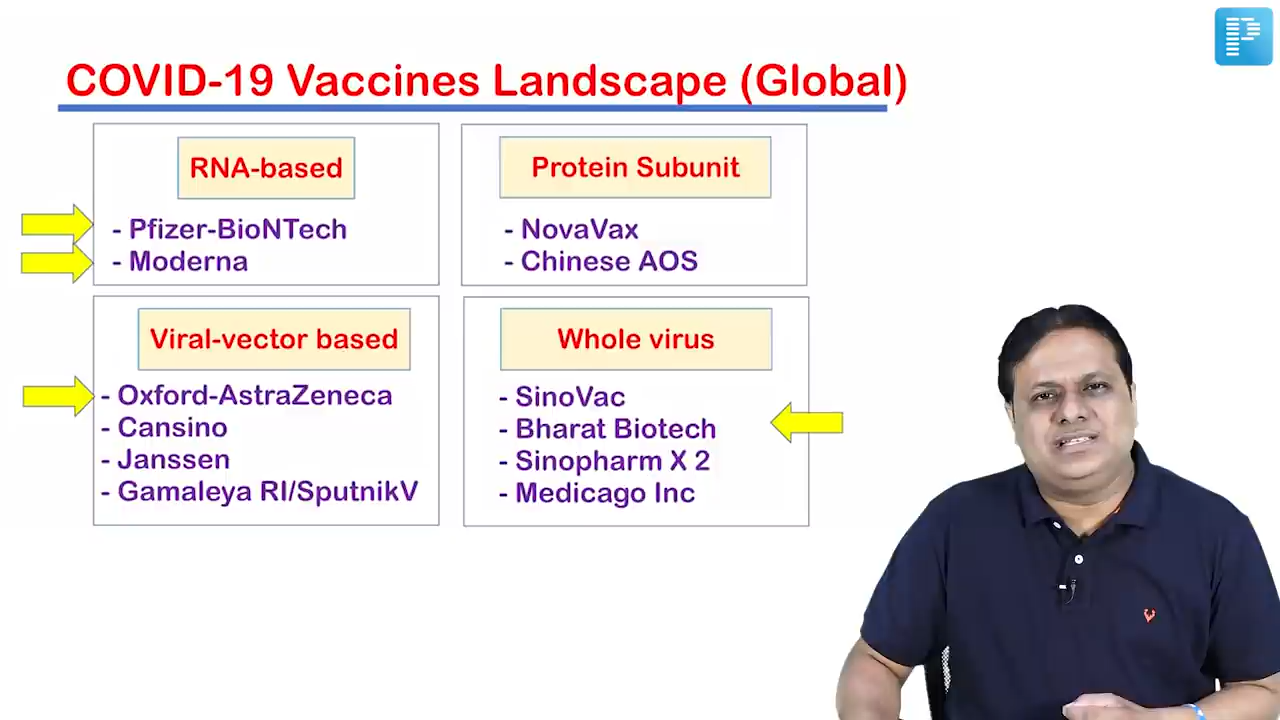 COVID-19 Vaccines Landscape (Global)
RNA-based
- Pfizer-BioNTech
- Moderna
Protein Subunit
- NovaVax
- Chinese AOS
Viral-vector based
- Oxford-AstraZeneca
- Cansino
- Janssen
- Gamaleya RI/SputnikV
Whole virus
- SinoVac
- Bharat Biotech
- Sinopharm X 2
- Medicago Inc
P